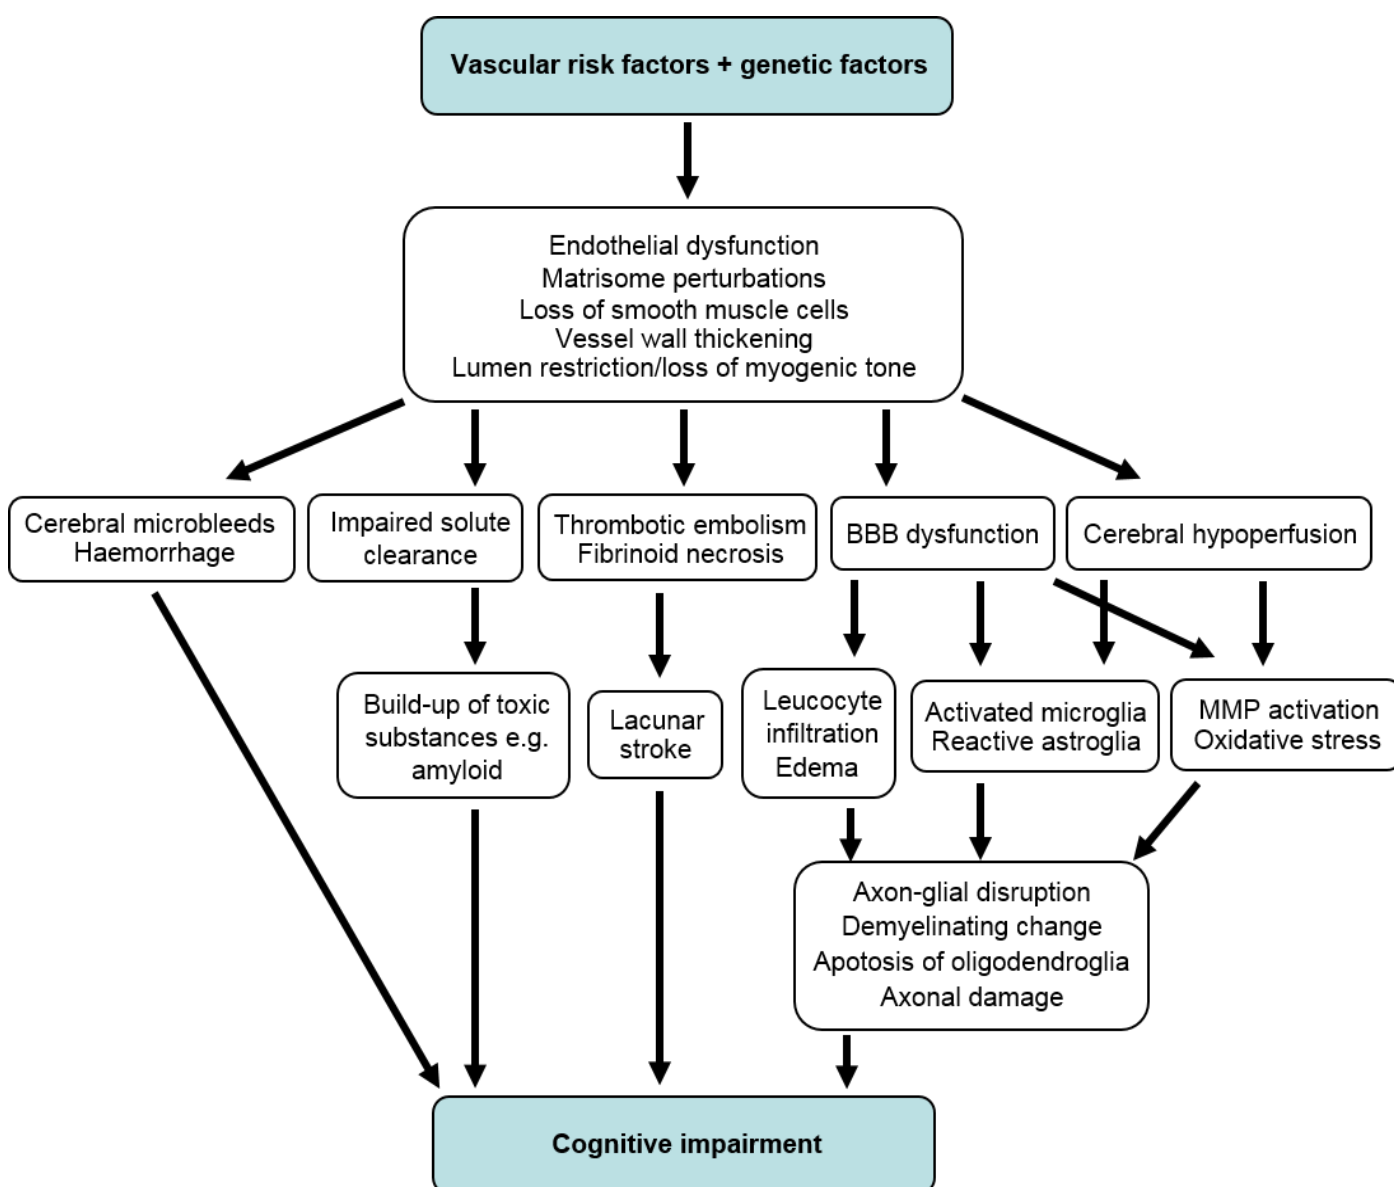 Vascular risk factors + genetic factors
Endothelial dysfunction
Matrisome perturbations
Loss of smooth muscle cells
Vessel wall thickening
Lumen restriction/loss of myogenic tone
Cerebral microbleeds
Haemorrhage
Impaired solute
clearance
Thrombotic embolism
Fibrinoid necrosis
BBB dysfunction
Cerebral hypoperfusion
Build-up of toxic
substances e.g.
amyloid
Lacunar
stroke
Leucocyte
infiltration
Edema
Activated microglia
Reactive astroglia
MMP activation
Oxidative stress
Axon-glial disruption
Demyelinating change
Apotosis of oligodendroglia
Axonal damage
Cognitive impairment